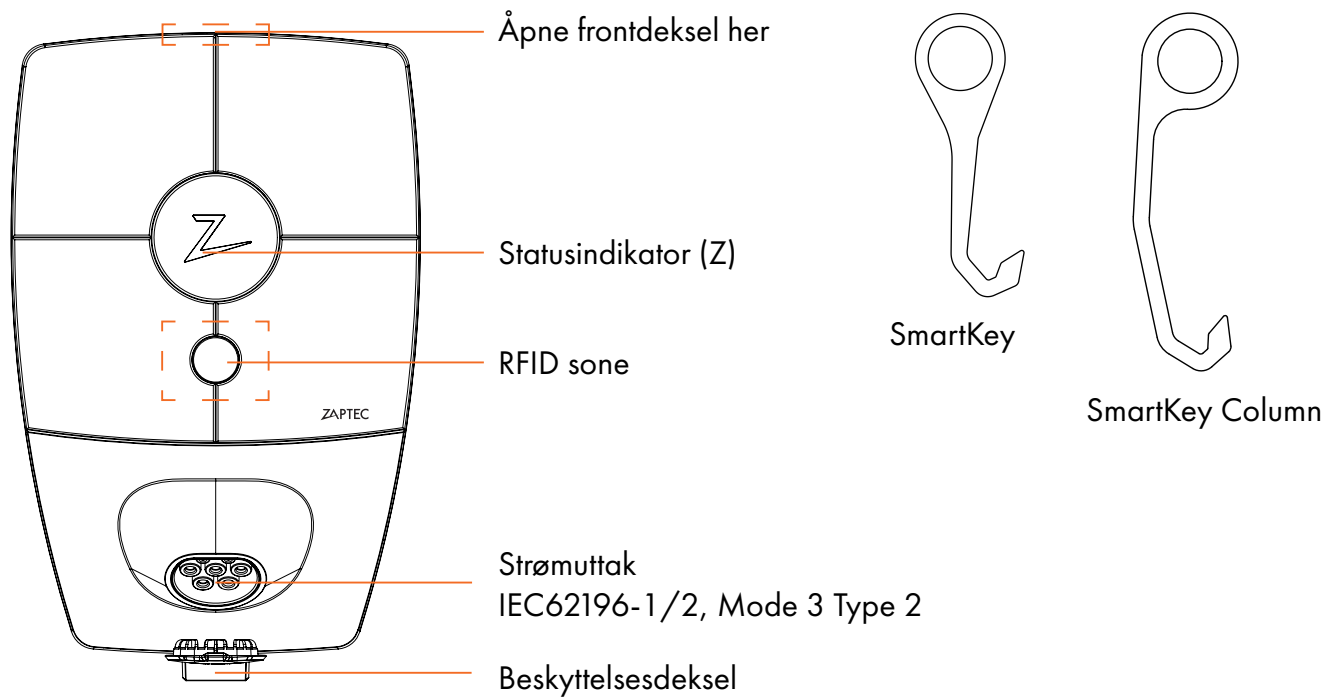 Åpne frontdeksel her
Z
Statusindikator (Z)
RFID sone
ZAPTEC
Strømuttak
IEC62196-1/2, Mode 3 Type 2
Beskyttelsesdeksel
SmartKey
SmartKey Column